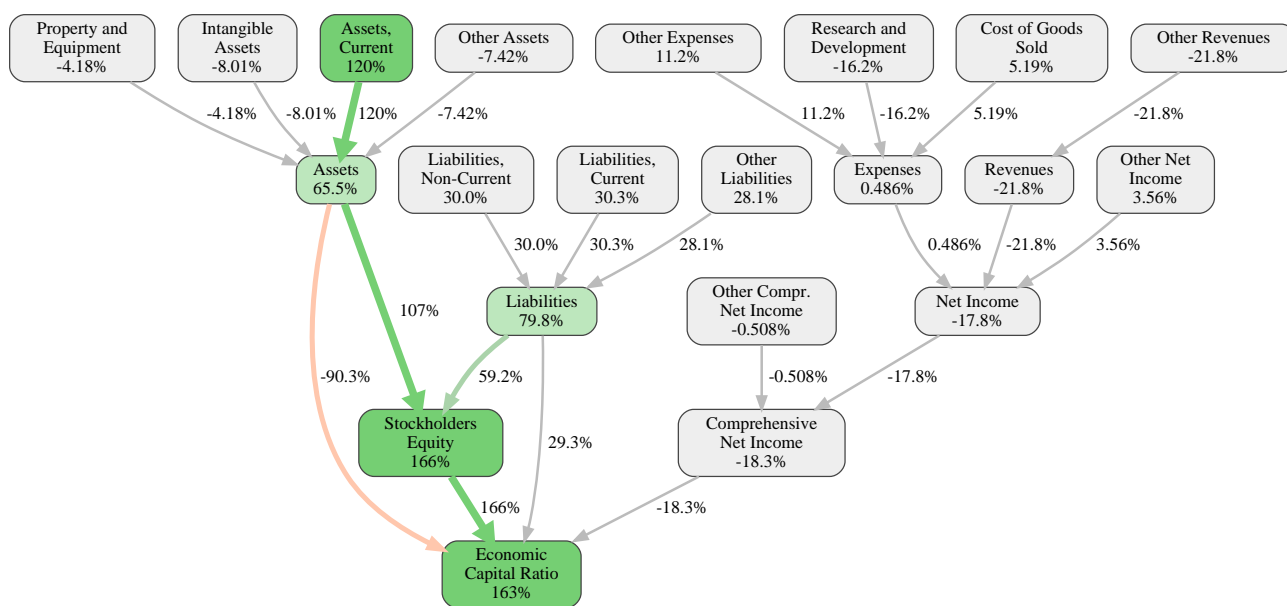 Property and
Equipment
-4.18%
Intangible
Assets
-8.01%
Assets,
Current
120%
Other Assets
-7.42%
Other Expenses
11.2%
Research and
Development
-16.2%
Cost of Goods
Sold
5.19%
Other Revenues
-21.8%
-4.18%
-8.01%
120%
-7.42%
11.2%
-16.2%
5.19%
-21.8%
Assets
65.5%
Liabilities,
Non-Current
30.0%
Liabilities,
Current
30.3%
Other
Liabilities
28.1%
Expenses
0.486%
Revenues
-21.8%
Other Net
Income
3.56%
30.0%
30.3%
28.1%
0.486%
-21.8%
3.56%
107%
Liabilities
79.8%
Other Compr.
Net Income
-0.508%
Net Income
-17.8%
-90.3%
59.2%
-0.508%
-17.8%
Stockholders
Equity
166%
29.3%
Comprehensive
Net Income
-18.3%
166%
-18.3%
Economic
Capital Ratio
163%